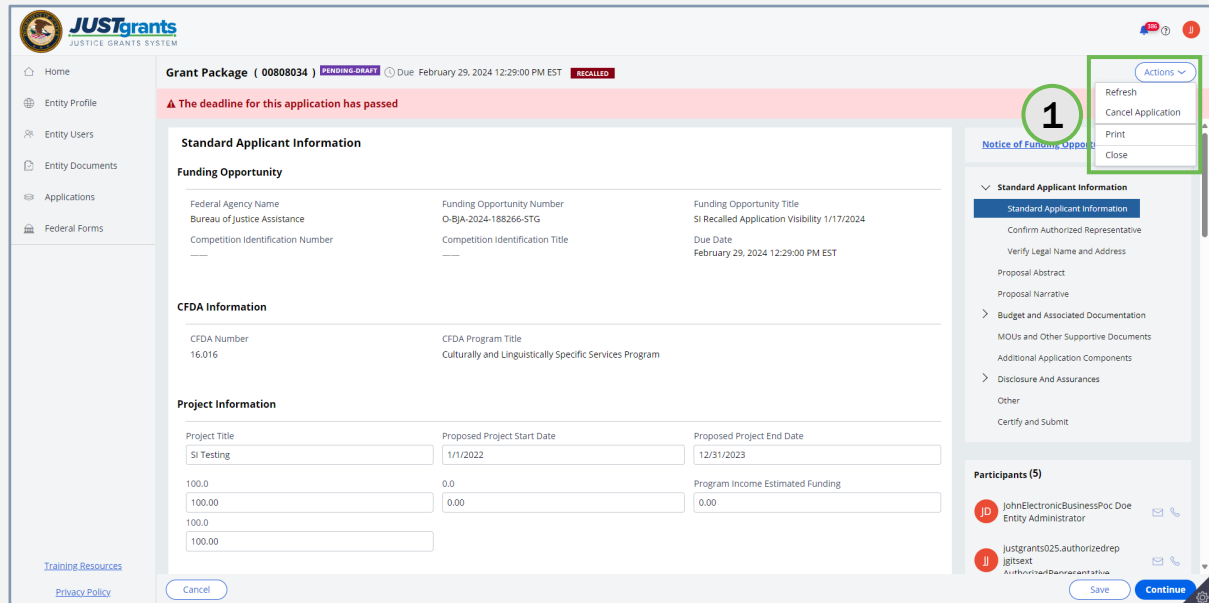 JUSTgrants
JUSTICE GRANTS SYSTEM
386
JJ
Home
Entity Profile
Entity Users
Entity Documents
Applications
Federal Forms
Training Resources
Privacy Policy
Grant Package ( 00808034 ) PENDING-DRAFT Due February 29, 2024 12:29:00 PM EST RECALLED
Actions
Refresh
Cancel Application
Print
Close
1
The deadline for this application has passed
Standard Applicant Information
Funding Opportunity
Federal Agency Name
Bureau of Justice Assistance
Funding Opportunity Number
O-BJA-2024-188266-STG
Funding Opportunity Title
SI Recalled Application Visibility 1/17/2024
Competition Identification Number
——
Competition Identification Title
——
Due Date
February 29, 2024 12:29:00 PM EST
CFDA Information
CFDA Number
16.016
CFDA Program Title
Culturally and Linguistically Specific Services Program
Project Information
Project Title
SI Testing
Proposed Project Start Date
1/1/2022
Proposed Project End Date
12/31/2023
100.0
100.00
0.0
0.00
Program Income Estimated Funding
0.00
100.0
100.00
Notice of Funding
Standard Applicant Information
Standard Applicant Information
Confirm Authorized Representative
Verify Legal Name and Address
Proposal Abstract
Proposal Narrative
Budget and Associated Documentation
MOUs and Other Supportive Documents
Additional Application Components
Disclosure And Assurances
Other
Certify and Submit
Participants (5)
JD
JohnElectronicBusinessPoc Doe
Entity Administrator
JJ
justgrants025.authorizedrep
jgitsext
AuthorizedRepresentative
Cancel
Save
Continue